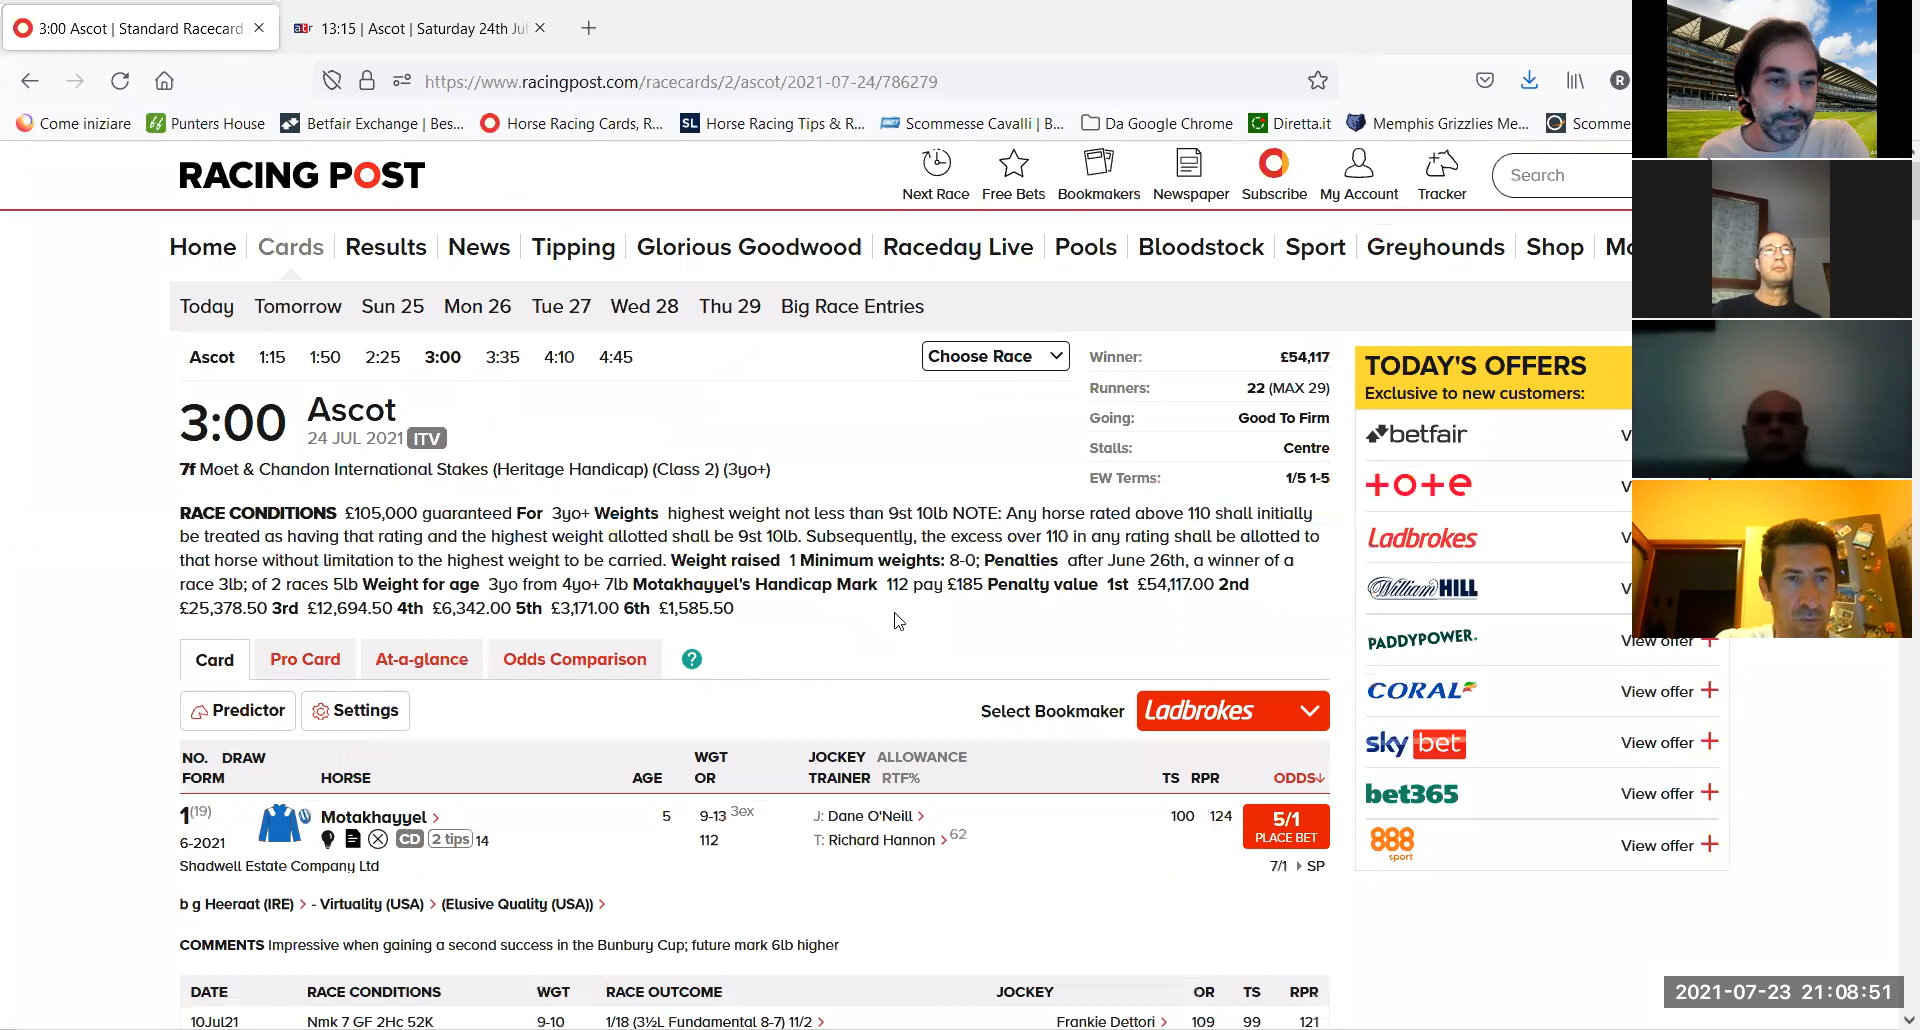 3:00 Ascot | Standard Racecard
atr 13:15 | Ascot | Saturday 24th Jul
https://www.racingpost.com/racecards/2/ascot/2021-07-24/786279
R
Come iniziare Punters House Betfair Exchange | Bes... Horse Racing Cards, R... SL Horse Racing Tips & R... Scommesse Cavalli | B... Da Google Chrome Diretta.it Memphis Grizzlies Me... Scomme
RACING POST
Next Race Free Bets Bookmakers Newspaper Subscribe My Account Tracker
Search
Home Cards Results News Tipping Glorious Goodwood Raceday Live Pools Bloodstock Sport Greyhounds Shop Mo
Today Tomorrow Sun 25 Mon 26 Tue 27 Wed 28 Thu 29 Big Race Entries
Ascot 1:15 1:50 2:25 3:00 3:35 4:10 4:45
Choose Race
3:00 Ascot
24 JUL 2021 ITV
7f Moet & Chandon International Stakes (Heritage Handicap) (Class 2) (3yo+)
Winner: £54,117
Runners: 22 (MAX 29)
Going: Good To Firm
Stalls: Centre
EW Terms: 1/5 1-5
RACE CONDITIONS £105,000 guaranteed For 3yo+ Weights highest weight not less than 9st 10lb NOTE: Any horse rated above 110 shall initially
be treated as having that rating and the highest weight allotted shall be 9st 10lb. Subsequently, the excess over 110 in any rating shall be allotted to
that horse without limitation to the highest weight to be carried. Weight raised 1 Minimum weights: 8-0; Penalties after June 26th, a winner of a
race 3lb; of 2 races 5lb Weight for age 3yo from 4yo+ 7lb Motakhayyel's Handicap Mark 112 pay £185 Penalty value 1st £54,117.00 2nd
£25,378.50 3rd £12,694.50 4th £6,342.00 5th £3,171.00 6th £1,585.50
Card Pro Card At-a-glance Odds Comparison ?
Predictor Settings
Select Bookmaker Ladbrokes
NO. DRAW WGT JOCKEY ALLOWANCE
FORM HORSE AGE OR TRAINER RTF% TS RPR ODDS↓
1 (19) Motakhayyel 5 9-13 3ex J: Dane O'Neill 100 124 5/1
PLACE BET
6-2021 CD 2 tips 14 112 T: Richard Hannon 62
Shadwell Estate Company Ltd 7/1 SP
b g Heeraat (IRE) - Virtuality (USA) (Elusive Quality (USA))
COMMENTS Impressive when gaining a second success in the Bunbury Cup; future mark 6lb higher
DATE RACE CONDITIONS WGT RACE OUTCOME JOCKEY OR TS RPR
10Jul21 Nmk 7 GF 2Hc 52K 9-10 1/18 (3½L Fundamental 8-7) 11/2 Frankie Dettori 109 99 121
TODAY'S OFFERS
Exclusive to new customers:
betfair V
tote V
Ladbrokes V
William HILL V
PADDYPOWER. View offer +
CORAL View offer +
sky bet View offer +
bet365 View offer +
888 sport View offer +
2021-07-23 21:08:51